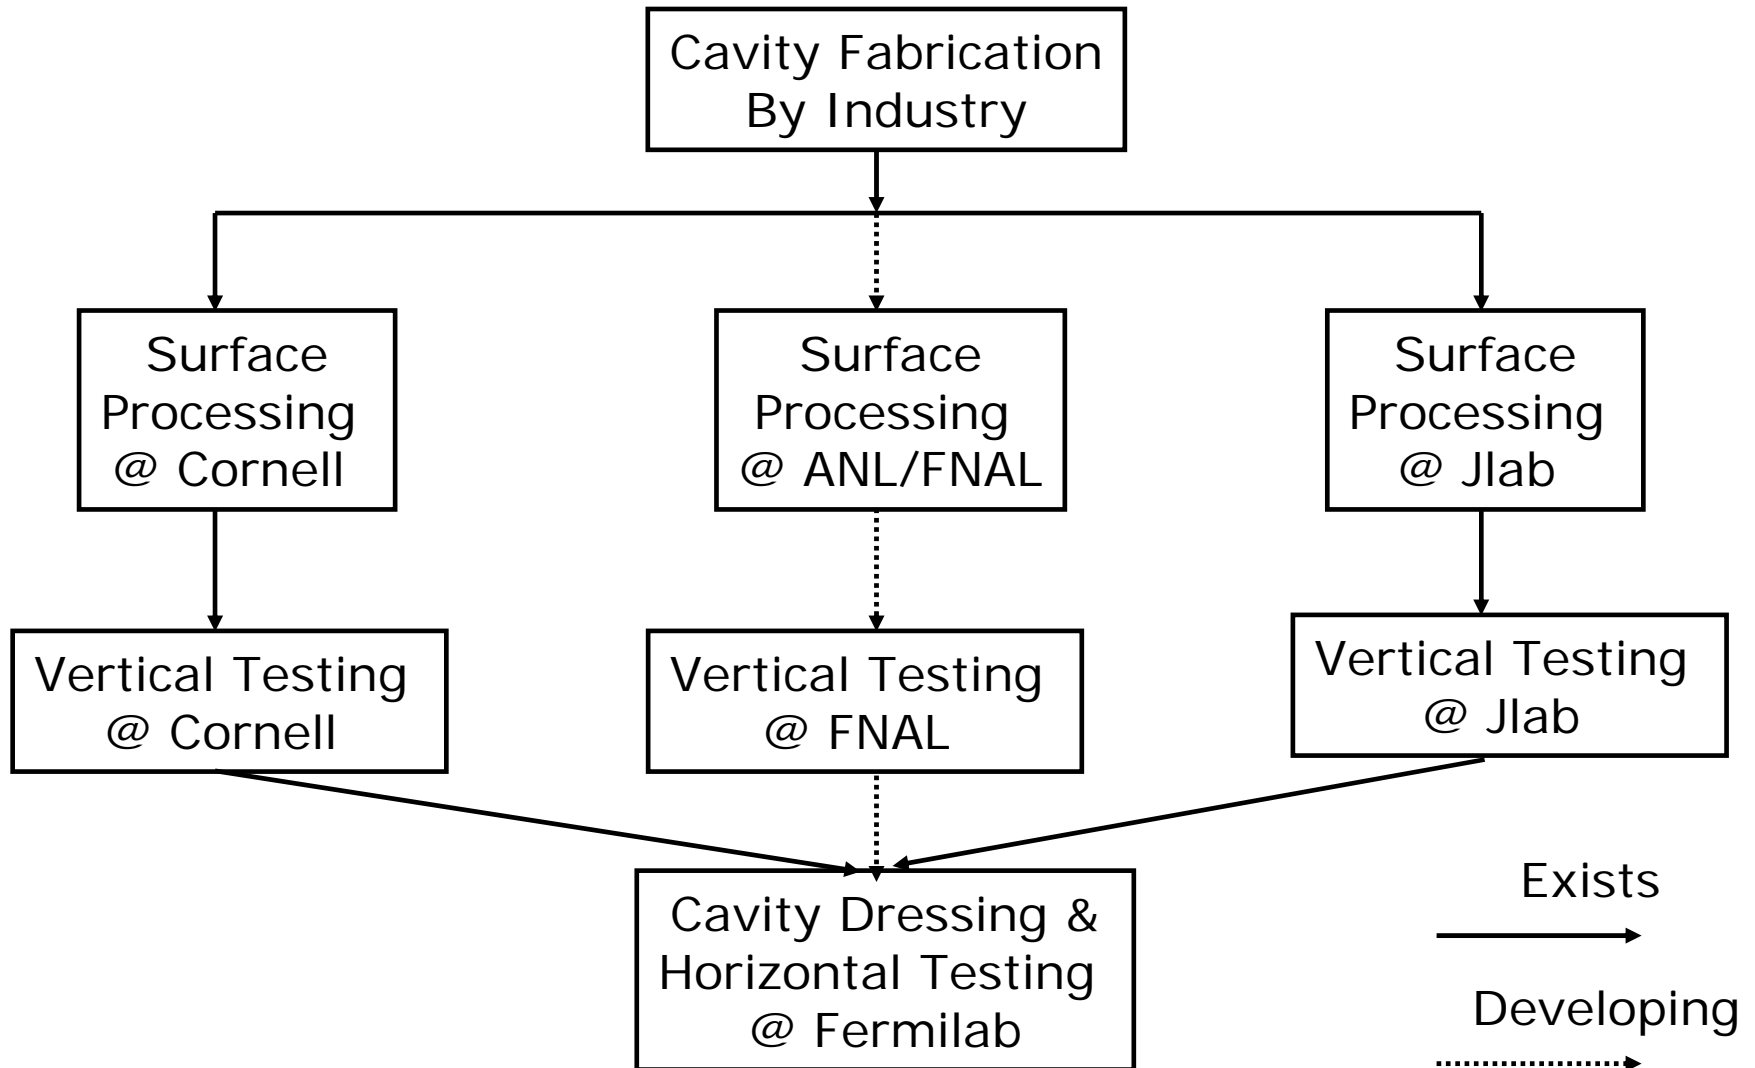 Cavity Fabrication
By Industry
Surface
Processing
@ Cornell
Surface
Processing
@ ANL/FNAL
Surface
Processing
@ Jlab
Vertical Testing
@ Cornell
Vertical Testing
@ FNAL
Vertical Testing
@ Jlab
Cavity Dressing &
Horizontal Testing
@ Fermilab
Exists
Developing